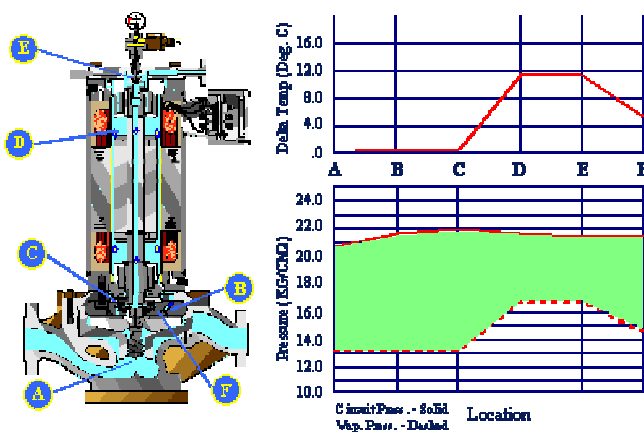 E
D
C
B
A
F
Delta Temp (Deg. C)
16.0
12.0
8.0
4.0
.0
A B C D E F
Pressure (KG/CM2)
24.0
22.0
20.0
18.0
16.0
14.0
12.0
10.0
Circuit Press. - Solid
Vap. Press. - Dashed
Location